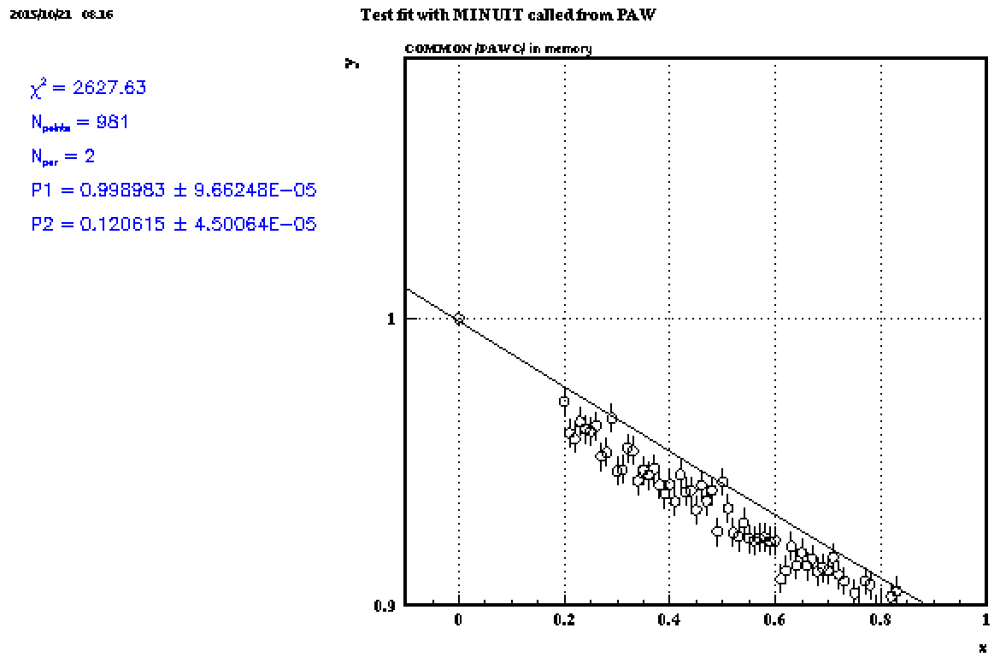 2015/10/21 08.16
Test fit with MINUIT called from PAW
COMMON /PAWC/ in memory
χ² = 2627.63
N_points = 981
N_par = 2
P1 = 0.998983 ± 9.66248E−05
P2 = 0.120615 ± 4.50064E−05
1
0.9
0 0.2 0.4 0.6 0.8 1
x